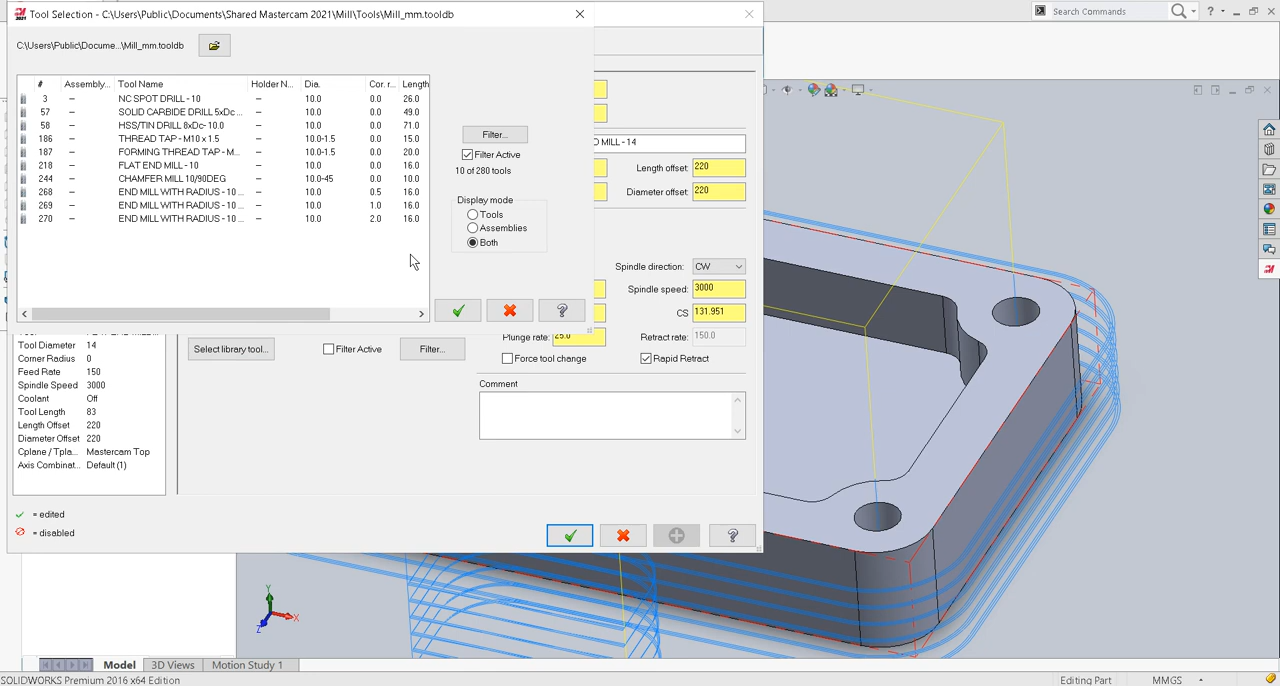 Tool Selection - C:\Users\Public\Documents\Shared Mastercam 2021\Mill\Tools\Mill_mm.tooldb
Search Commands
C:\Users\Public\Docume...\Mill_mm.tooldb
# Assembly... Tool Name Holder N... Dia. Cor. r... Length
3 – NC SPOT DRILL - 10 – 10.0 0.0 26.0
57 – SOLID CARBIDE DRILL 5xDc ... – 10.0 0.0 49.0
58 – HSS/TIN DRILL 8xDc- 10.0 – 10.0 0.0 71.0
186 – THREAD TAP - M10 x 1.5 – 10.0-1.5 0.0 15.0
187 – FORMING THREAD TAP - M... – 10.0-1.5 0.0 20.0
218 – FLAT END MILL - 10 – 10.0 0.0 16.0
244 – CHAMFER MILL 10/90DEG – 10.0-45 0.0 10.0
268 – END MILL WITH RADIUS - 10 ... – 10.0 0.5 16.0
269 – END MILL WITH RADIUS - 10 ... – 10.0 1.0 16.0
270 – END MILL WITH RADIUS - 10 ... – 10.0 2.0 16.0
Filter...
Filter Active
10 of 280 tools
Display mode
Tools
Assemblies
Both
D MILL - 14
Length offset: 220
Diameter offset: 220
Spindle direction: CW
Spindle speed: 3000
CS 131.951
Plunge rate: 25.0 Retract rate: 150.0
Force tool change Rapid Retract
Comment
Select library tool... Filter Active Filter...
Tool Diameter 14
Corner Radius 0
Feed Rate 150
Spindle Speed 3000
Coolant Off
Tool Length 83
Length Offset 220
Diameter Offset 220
Cplane / Tpla... Mastercam Top
Axis Combinat... Default (1)
= edited
= disabled
Y
X
Z
Model 3D Views Motion Study 1
SOLIDWORKS Premium 2016 x64 Edition
Editing Part MMGS